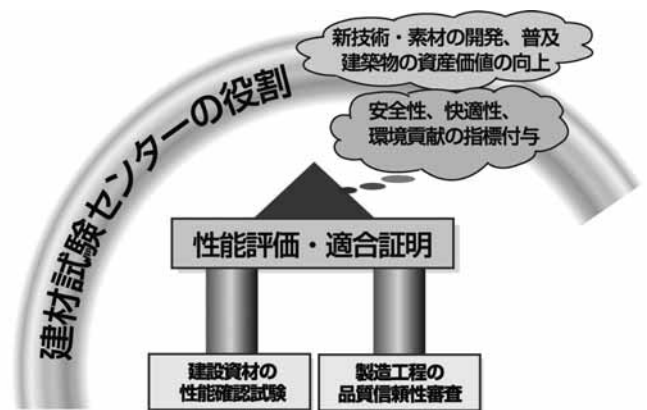 建材試験センターの役割
新技術・素材の開発、普及
建築物の資産価値の向上
安全性、快適性、
環境貢献の指標付与
性能評価・適合証明
建設資材の
性能確認試験
製造工程の
品質信頼性審査